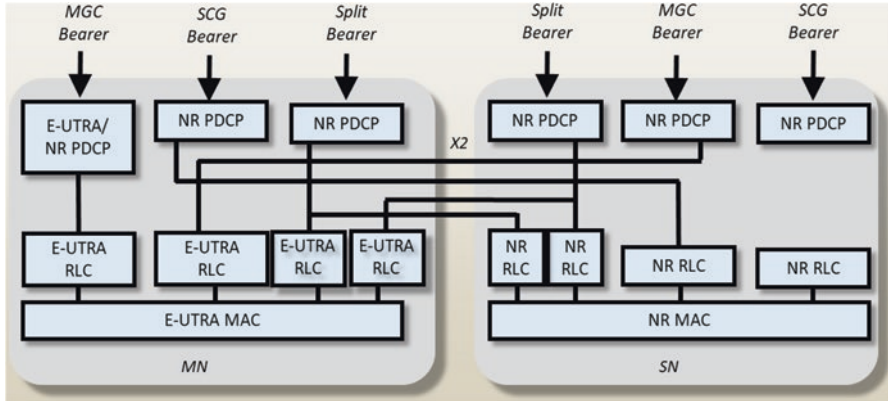 MGC Bearer
SCG Bearer
Split Bearer
Split Bearer
MGC Bearer
SCG Bearer
E-UTRA/ NR PDCP
NR PDCP
NR PDCP
NR PDCP
NR PDCP
NR PDCP
X2
E-UTRA RLC
E-UTRA RLC
E-UTRA RLC
E-UTRA RLC
NR RLC
NR RLC
NR RLC
NR RLC
E-UTRA MAC
NR MAC
MN
SN